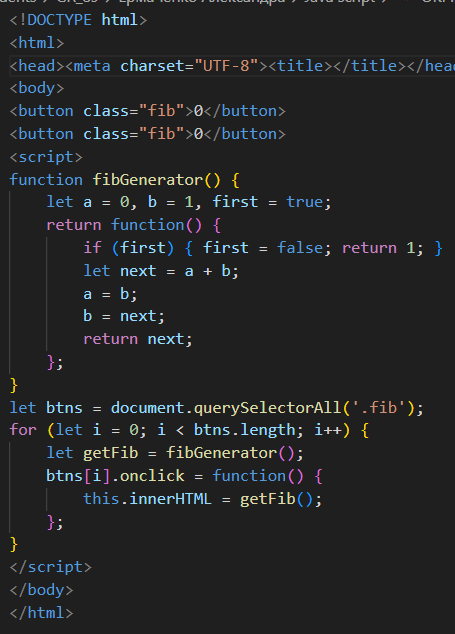 <!DOCTYPE html>
<html>
<head><meta charset="UTF-8"><title></title></hea
<body>
<button class="fib">0</button>
<button class="fib">0</button>
<script>
function fibGenerator() {
    let a = 0, b = 1, first = true;
    return function() {
        if (first) { first = false; return 1; }
        let next = a + b;
        a = b;
        b = next;
        return next;
    };
}
let btns = document.querySelectorAll('.fib');
for (let i = 0; i < btns.length; i++) {
    let getFib = fibGenerator();
    btns[i].onclick = function() {
        this.innerHTML = getFib();
    };
}
</script>
</body>
</html>